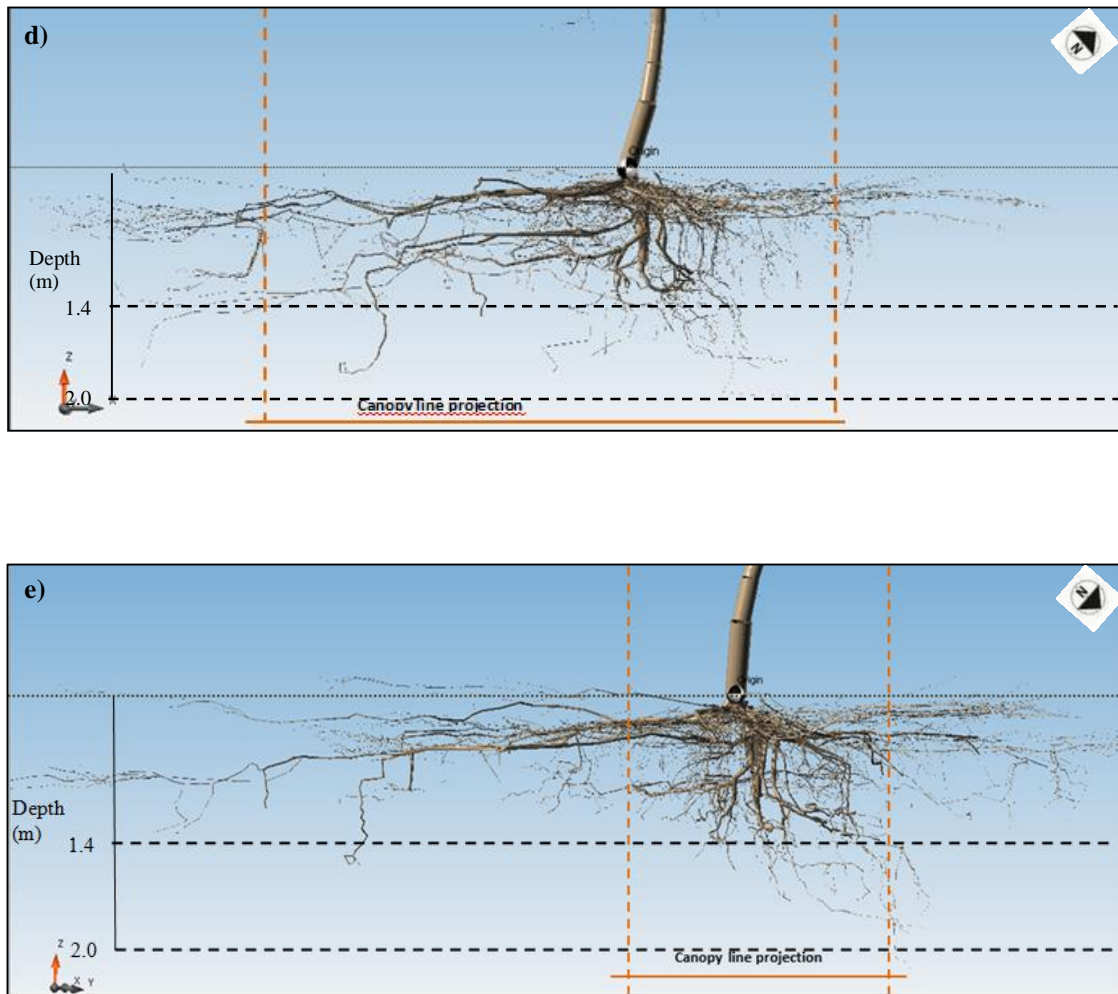 d)
N
Origin
Depth
(m)
1.4
Z
2.0
Canopy line projection
e)
N
Origin
Depth
(m)
1.4
2.0
Z
X Y
Canopy line projection